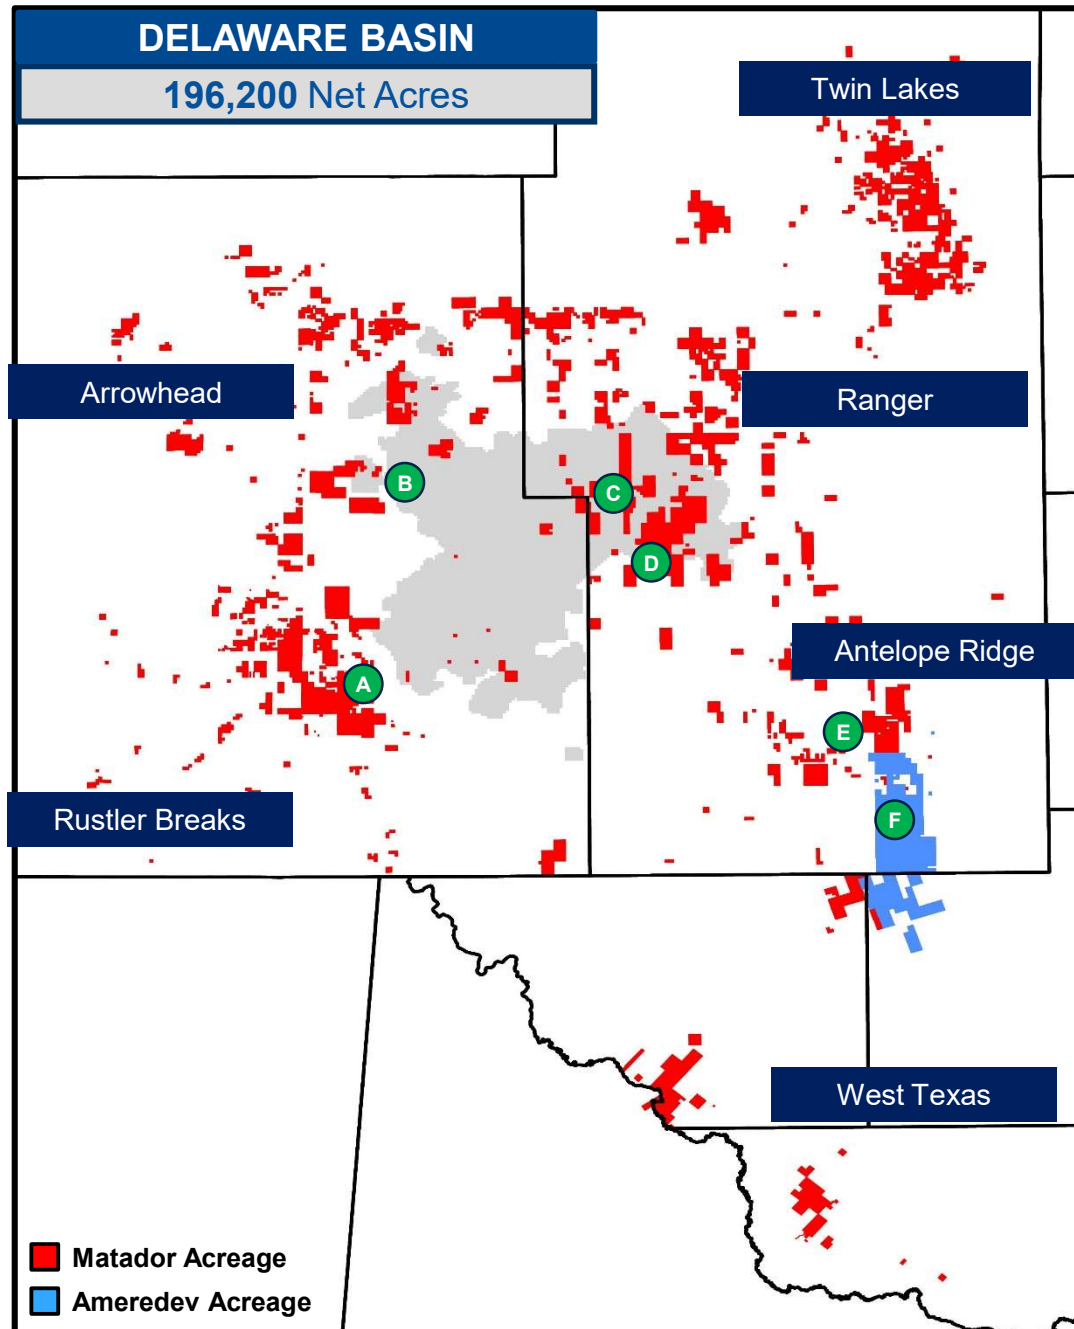 DELAWARE BASIN
196,200 Net Acres
Twin Lakes
Arrowhead
Ranger
B
C
D
Antelope Ridge
A
E
Rustler Breaks
F
West Texas
Matador Acreage
Ameredev Acreage